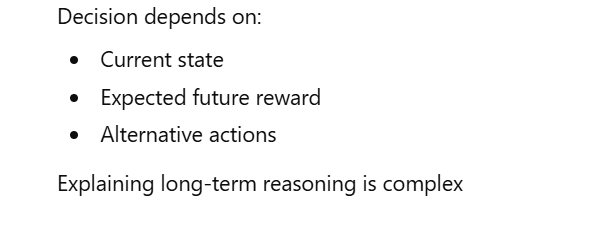 Decision depends on:
• Current state
• Expected future reward
• Alternative actions
Explaining long-term reasoning is complex